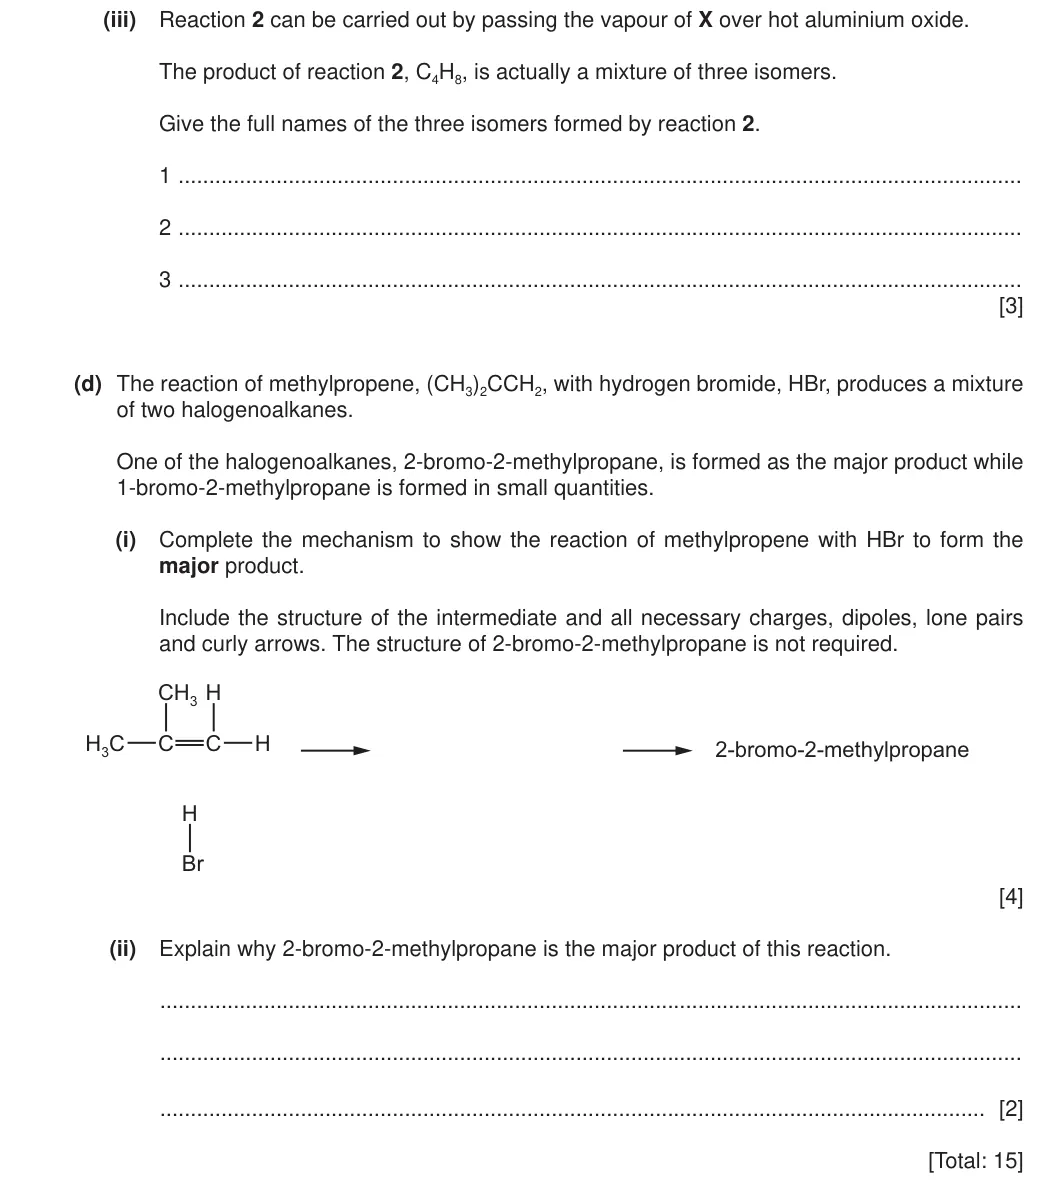 (iii) Reaction 2 can be carried out by passing the vapour of X over hot aluminium oxide.
The product of reaction 2, C₄H₈, is actually a mixture of three isomers.
Give the full names of the three isomers formed by reaction 2.
1 ..........................................................................................................................................
2 ..........................................................................................................................................
3 ..........................................................................................................................................
[3]
(d) The reaction of methylpropene, (CH₃)₂CCH₂, with hydrogen bromide, HBr, produces a mixture
of two halogenoalkanes.
One of the halogenoalkanes, 2-bromo-2-methylpropane, is formed as the major product while
1-bromo-2-methylpropane is formed in small quantities.
(i) Complete the mechanism to show the reaction of methylpropene with HBr to form the
major product.
Include the structure of the intermediate and all necessary charges, dipoles, lone pairs
and curly arrows. The structure of 2-bromo-2-methylpropane is not required.
CH₃ H
H₃C—C=C—H 2-bromo-2-methylpropane
H
Br
[4]
(ii) Explain why 2-bromo-2-methylpropane is the major product of this reaction.
.............................................................................................................................................
.............................................................................................................................................
....................................................................................................................................... [2]
[Total: 15]